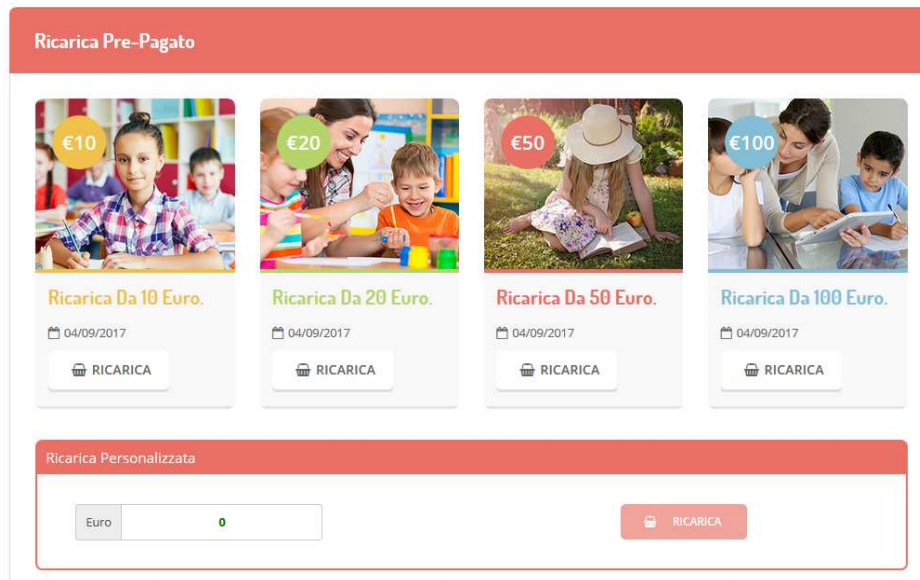 Ricarica Pre-Pagato
€10
€20
€50
€100
Ricarica Da 10 Euro.
Ricarica Da 20 Euro.
Ricarica Da 50 Euro.
Ricarica Da 100 Euro.
04/09/2017
04/09/2017
04/09/2017
04/09/2017
RICARICA
RICARICA
RICARICA
RICARICA
Ricarica Personalizzata
Euro 0
RICARICA